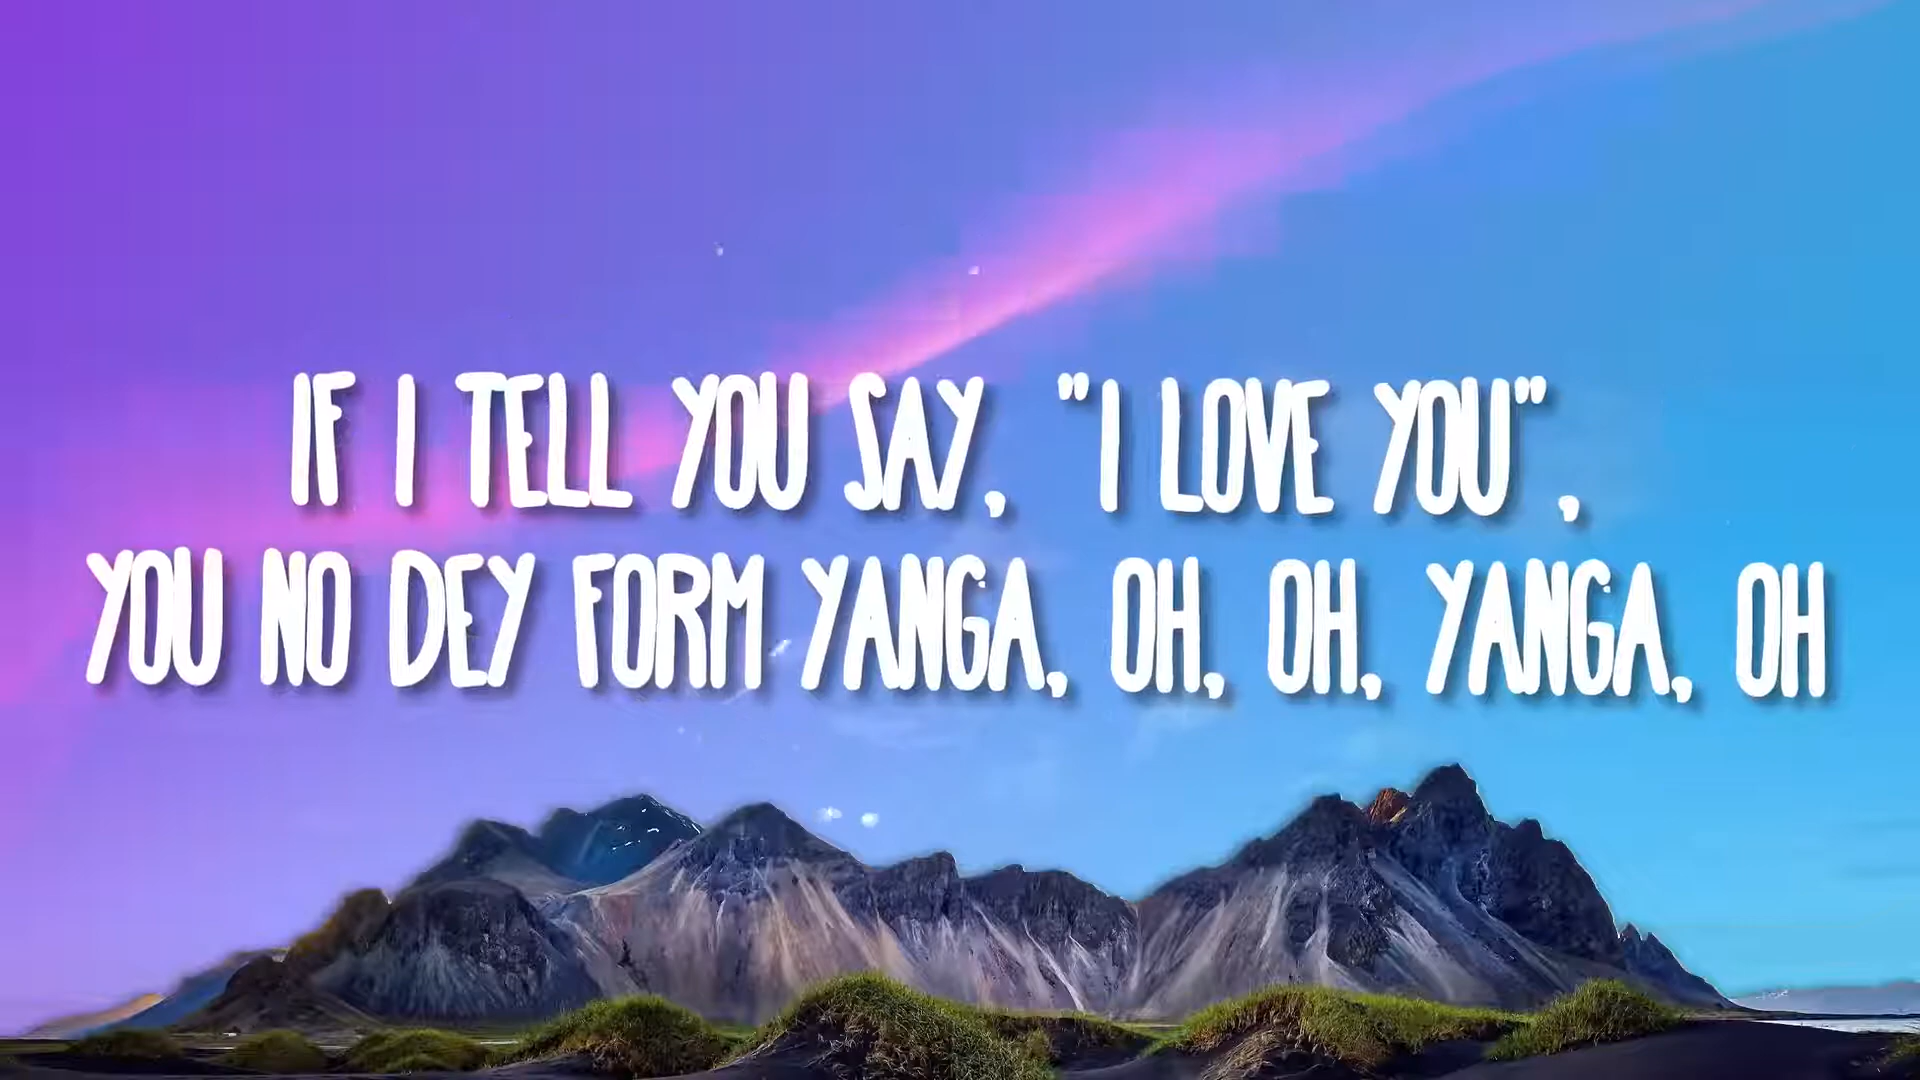 IF I TELL YOU SAY, "I LOVE YOU",
YOU NO DEY FORM YANGA, OH, OH, YANGA, OH